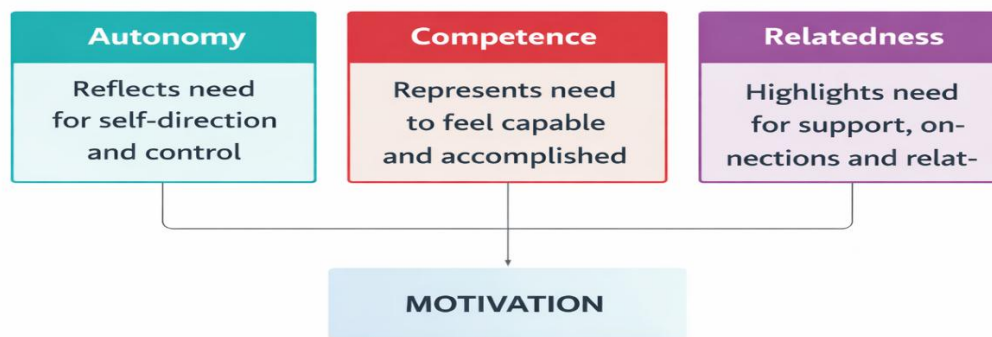 Autonomy
Reflects need
for self-direction
and control
Competence
Represents need
to feel capable
and accomplished
Relatedness
Highlights need
for support, on-
nections and relat-
MOTIVATION